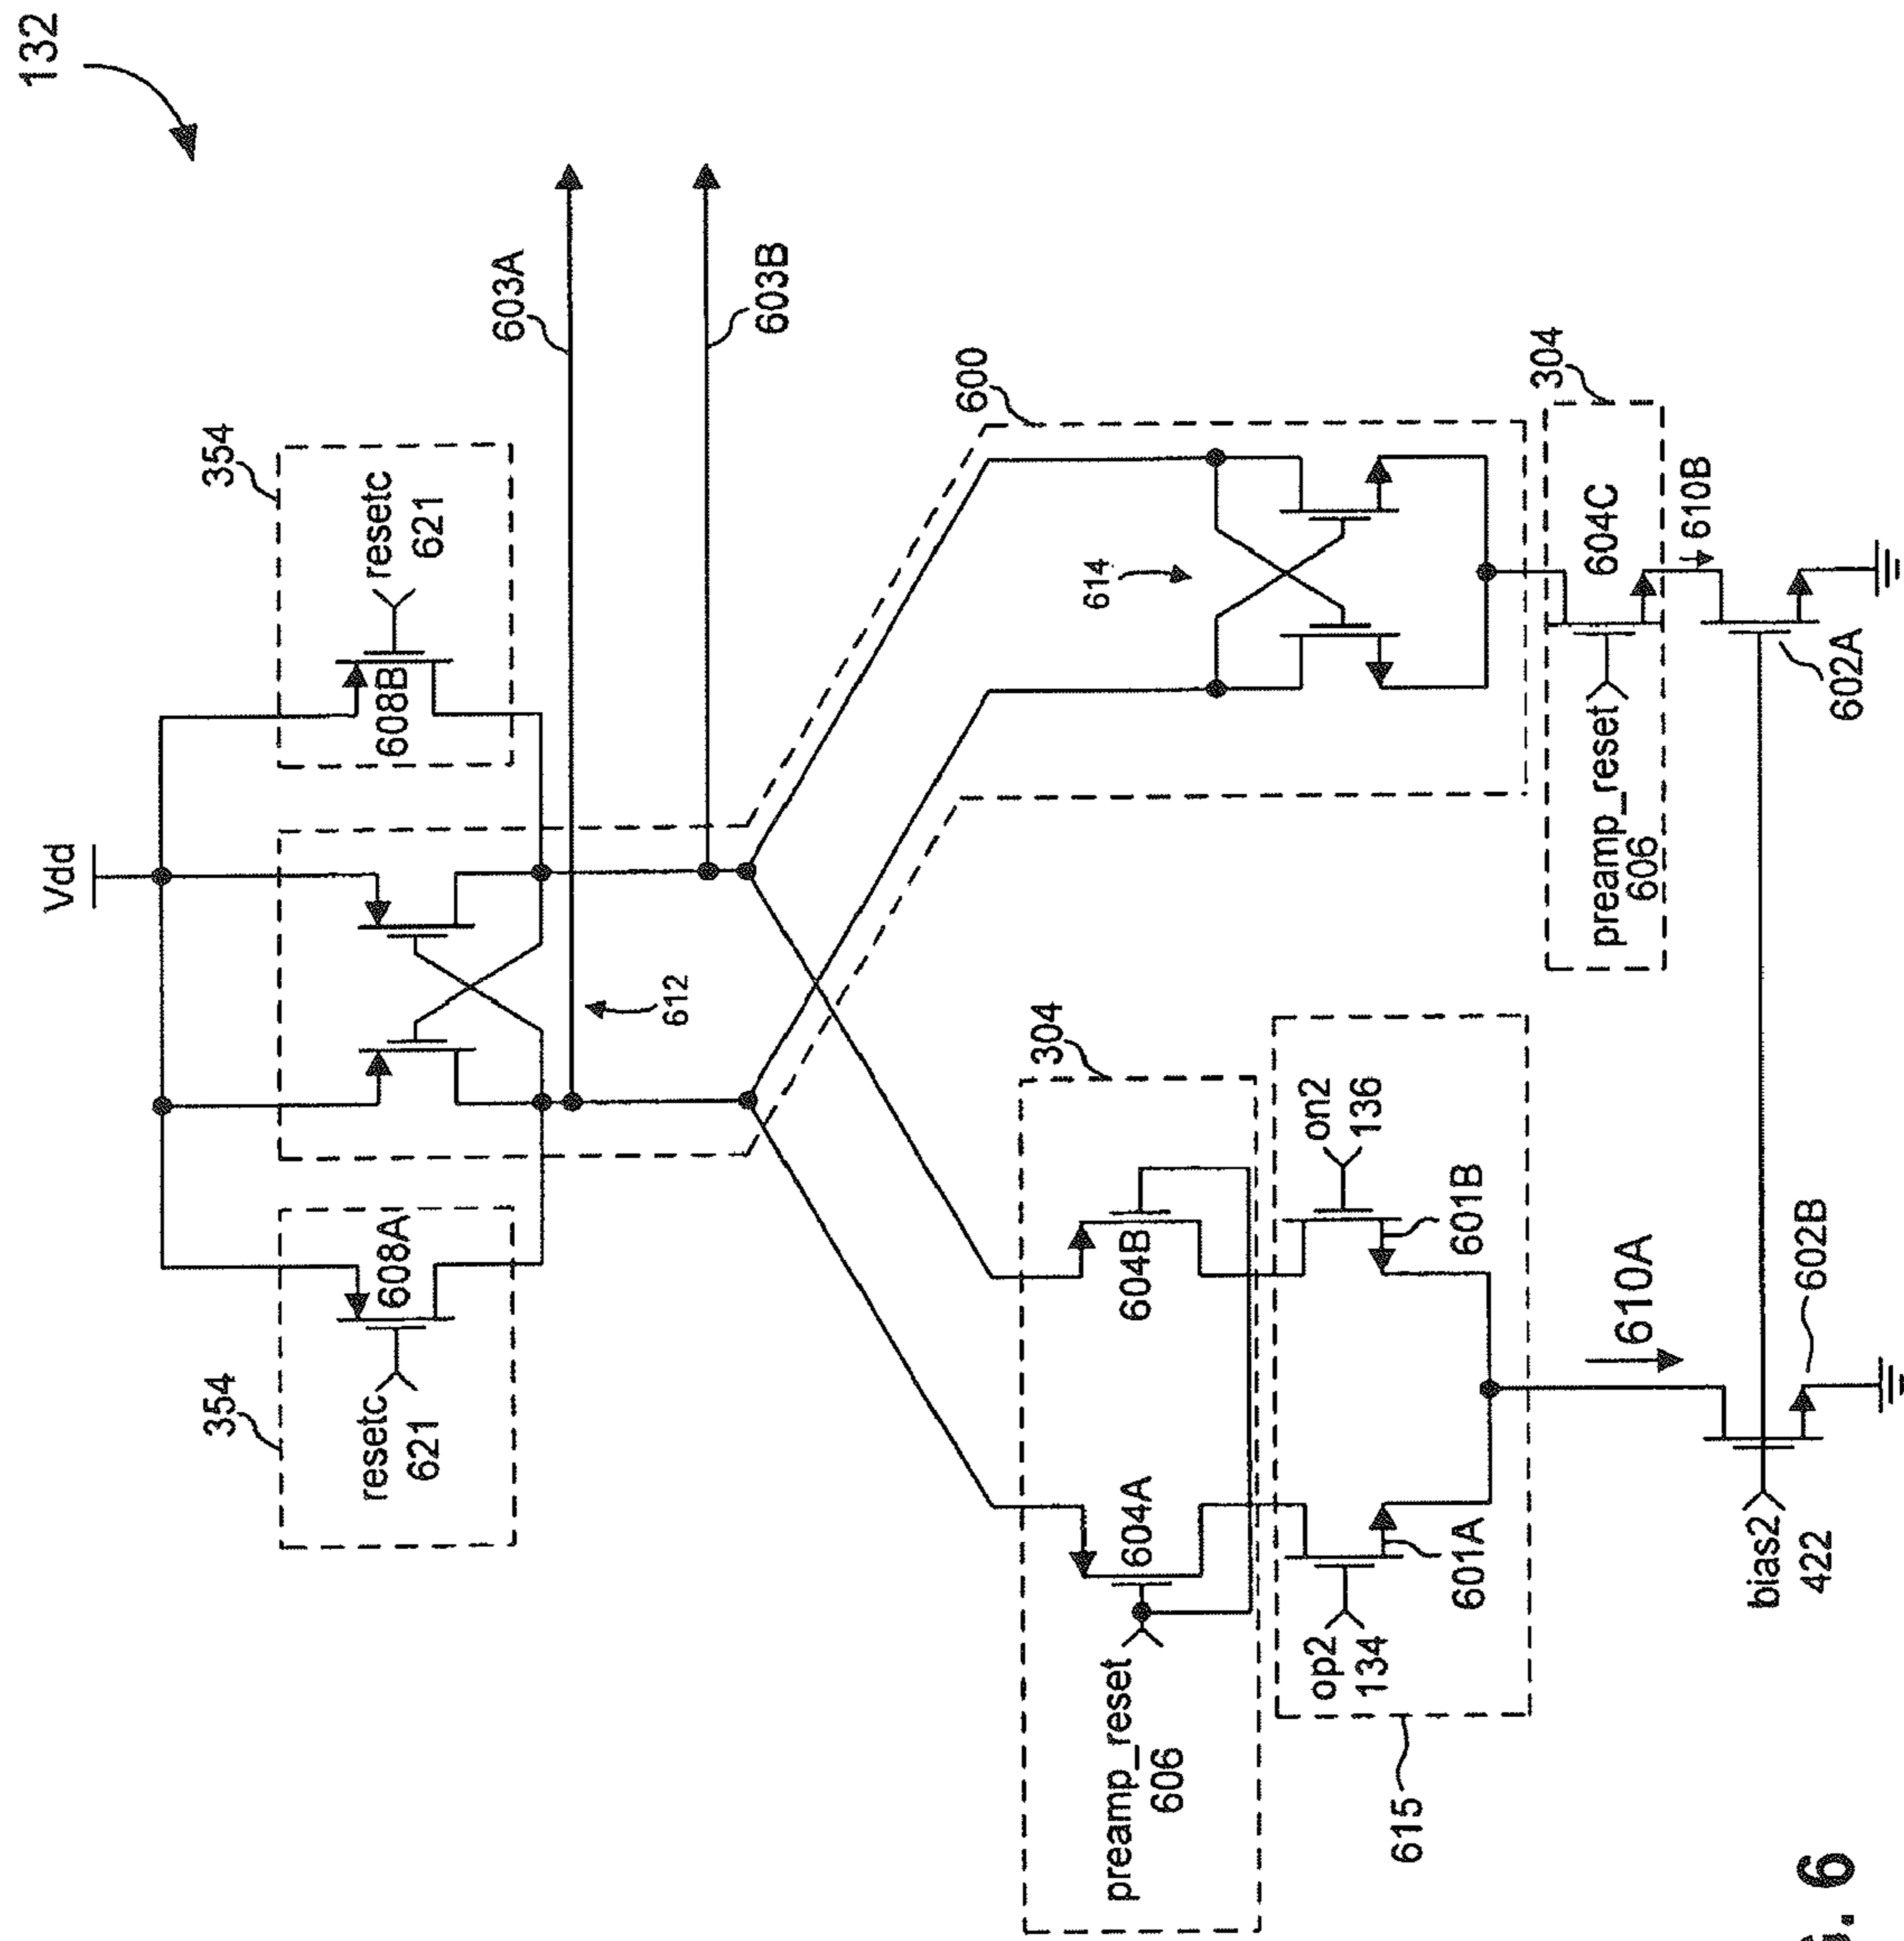 132
Vdd
354
608A
resetc
621
354
608B
resetc
621
603A
603B
612
600
614
304
604A
604B
preamp_reset
606
op2
134
on2
136
601A
601B
615
304
604C
preamp_reset
606
610B
602A
610A
602B
bias2
422
. 6